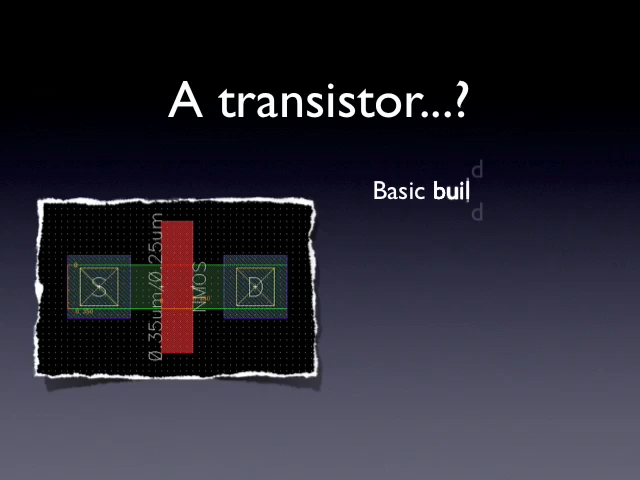 A transistor...?
Basic buil
d
d
0.35um/0.25um
NMOS
S
D